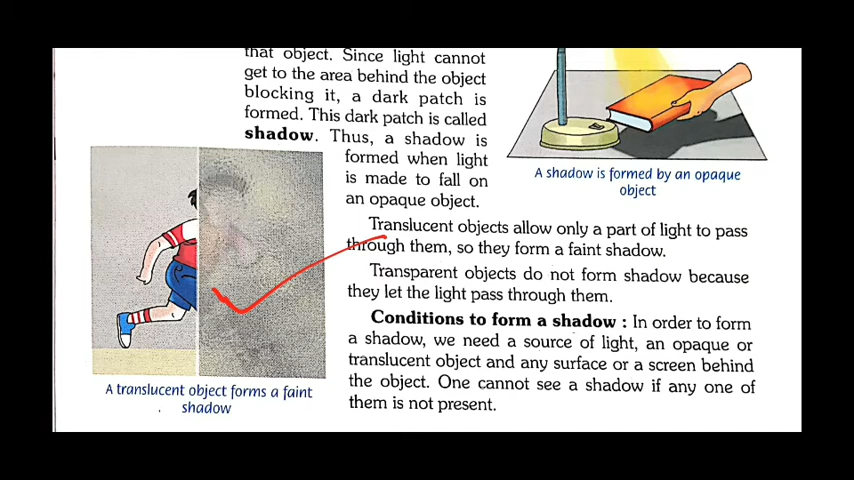 that object. Since light cannot
get to the area behind the object
blocking it, a dark patch is
formed. This dark patch is called
shadow. Thus, a shadow is
formed when light
is made to fall on
an opaque object.
A shadow is formed by an opaque
object
Translucent objects allow only a part of light to pass
through them, so they form a faint shadow.
Transparent objects do not form shadow because
they let the light pass through them.
Conditions to form a shadow : In order to form
a shadow, we need a source of light, an opaque or
translucent object and any surface or a screen behind
the object. One cannot see a shadow if any one of
them is not present.
A translucent object forms a faint
shadow